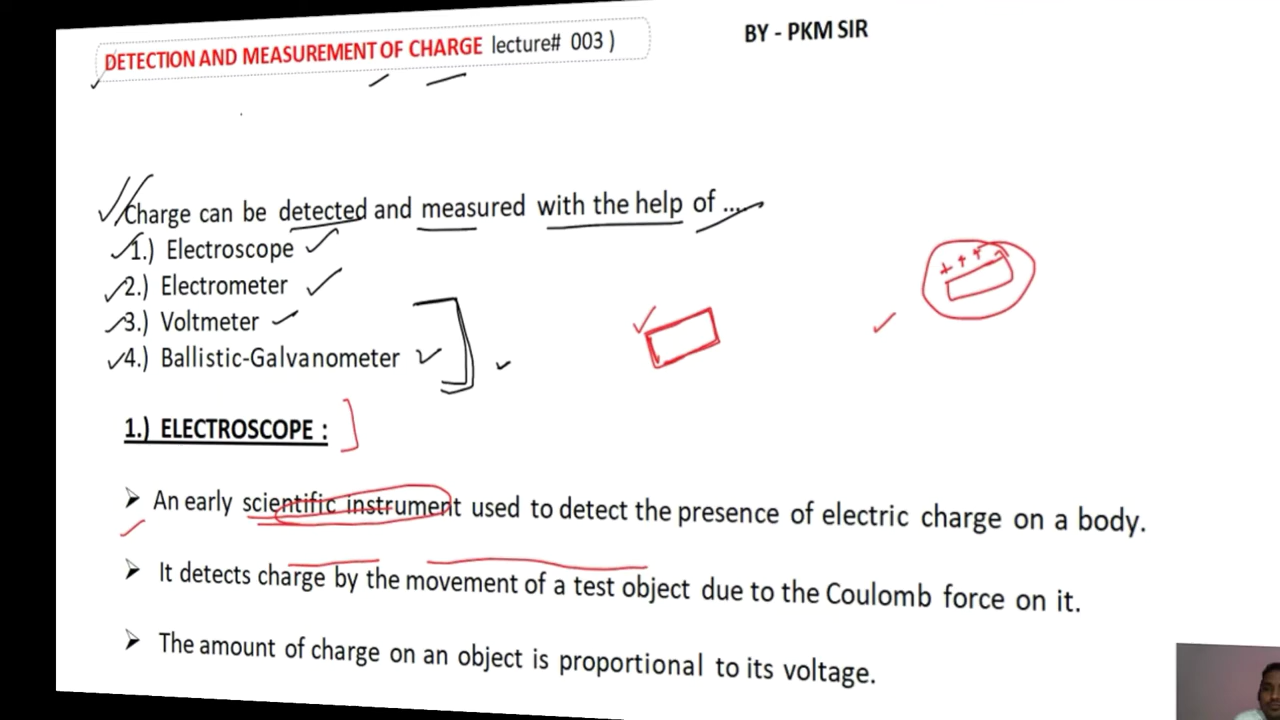 DETECTION AND MEASUREMENT OF CHARGE lecture# 003 )
BY - PKM SIR
Charge can be detected and measured with the help of ....
1.) Electroscope
2.) Electrometer
3.) Voltmeter
4.) Ballistic-Galvanometer
1.) ELECTROSCOPE :
An early scientific instrument used to detect the presence of electric charge on a body.
It detects charge by the movement of a test object due to the Coulomb force on it.
The amount of charge on an object is proportional to its voltage.
+ + +